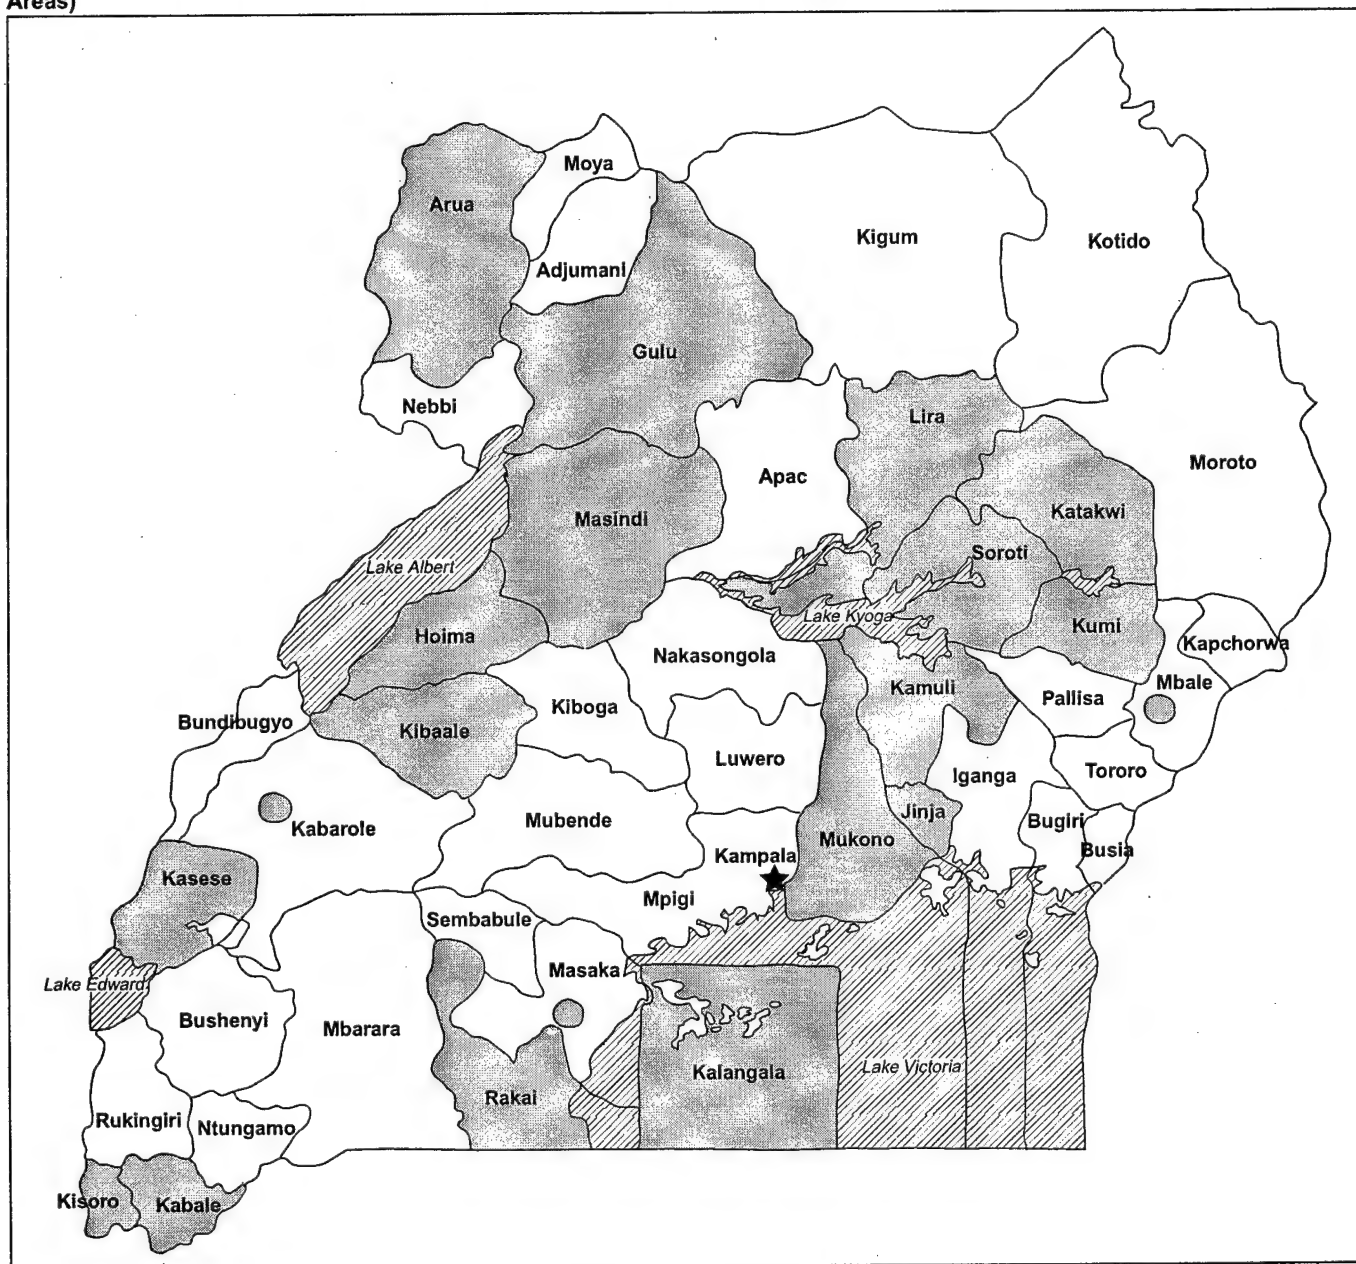 Areas)
Moya
Arua
Kigum
Kotido
Adjumani
Gulu
Nebbi
Lira
Moroto
Apac
Katakwi
Masindi
Soroti
Lake Albert
Lake Kyoga
Kumi
Hoima
Kapchorwa
Nakasongola
Mbale
Kamuli
Pallisa
Kiboga
Bundibugyo
Kibaale
Luwero
Tororo
Iganga
Jinja
Mubende
Bugiri
Kabarole
Mukono
Busia
Kampala
Kasese
Mpigi
Sembabule
Masaka
Lake Edward
Bushenyi
Mbarara
Lake Victoria
Kalangala
Rakai
Rukingiri
Ntungamo
Kisoro
Kabale